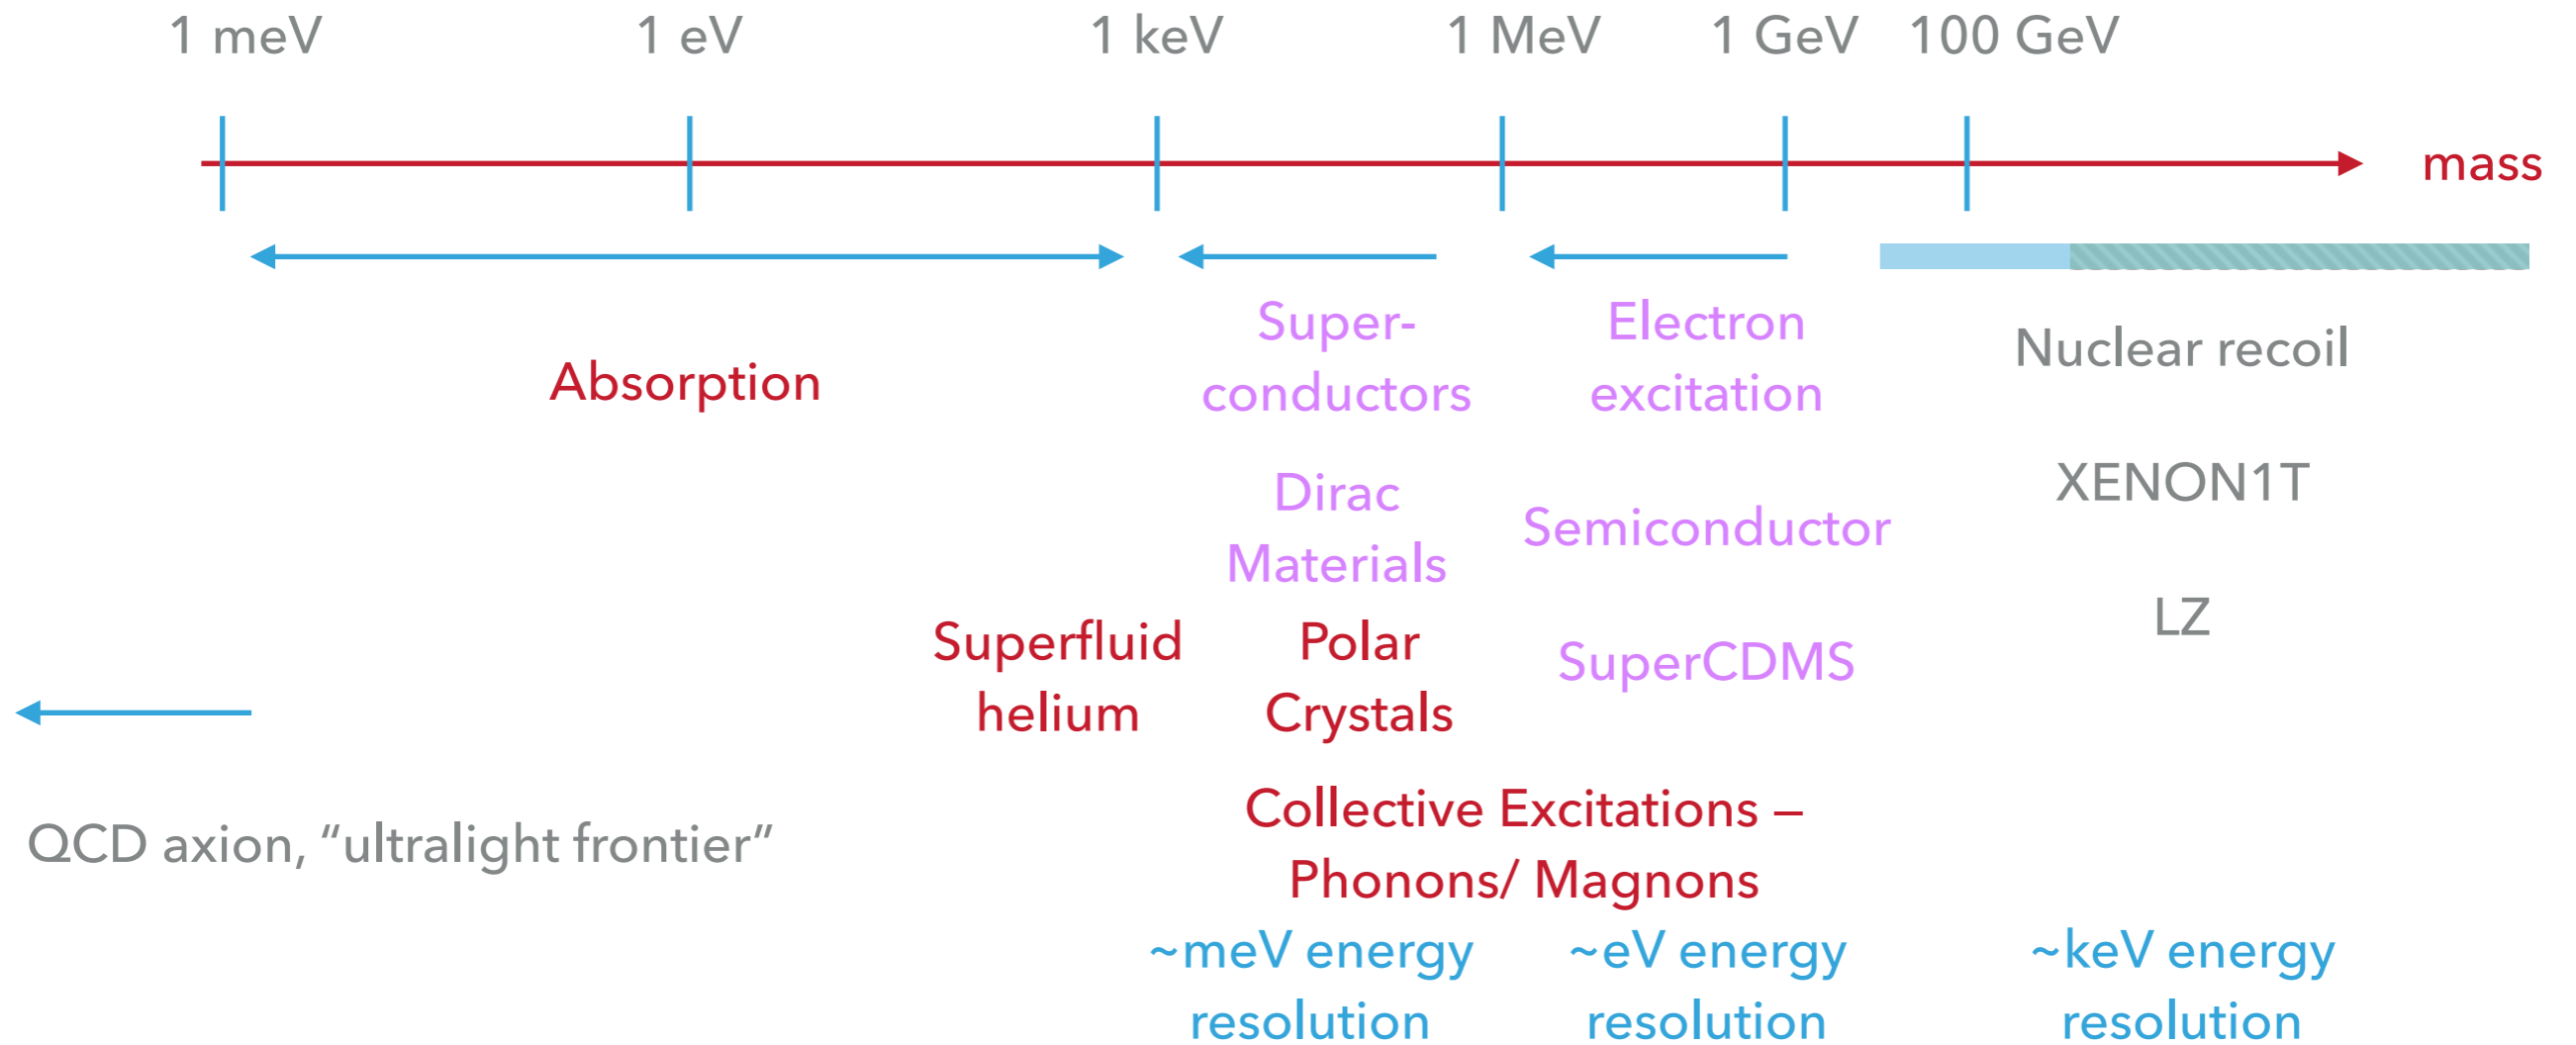 1 meV
1 eV
1 keV
1 MeV
1 GeV
100 GeV
mass
Absorption
Super-
conductors
Dirac
Materials
Electron
excitation
Semiconductor
SuperCDMS
Nuclear recoil
XENON1T
LZ
Superfluid
helium
Polar
Crystals
QCD axion, “ultralight frontier”
Collective Excitations –
Phonons/ Magnons
~meV energy
resolution
~eV energy
resolution
~keV energy
resolution